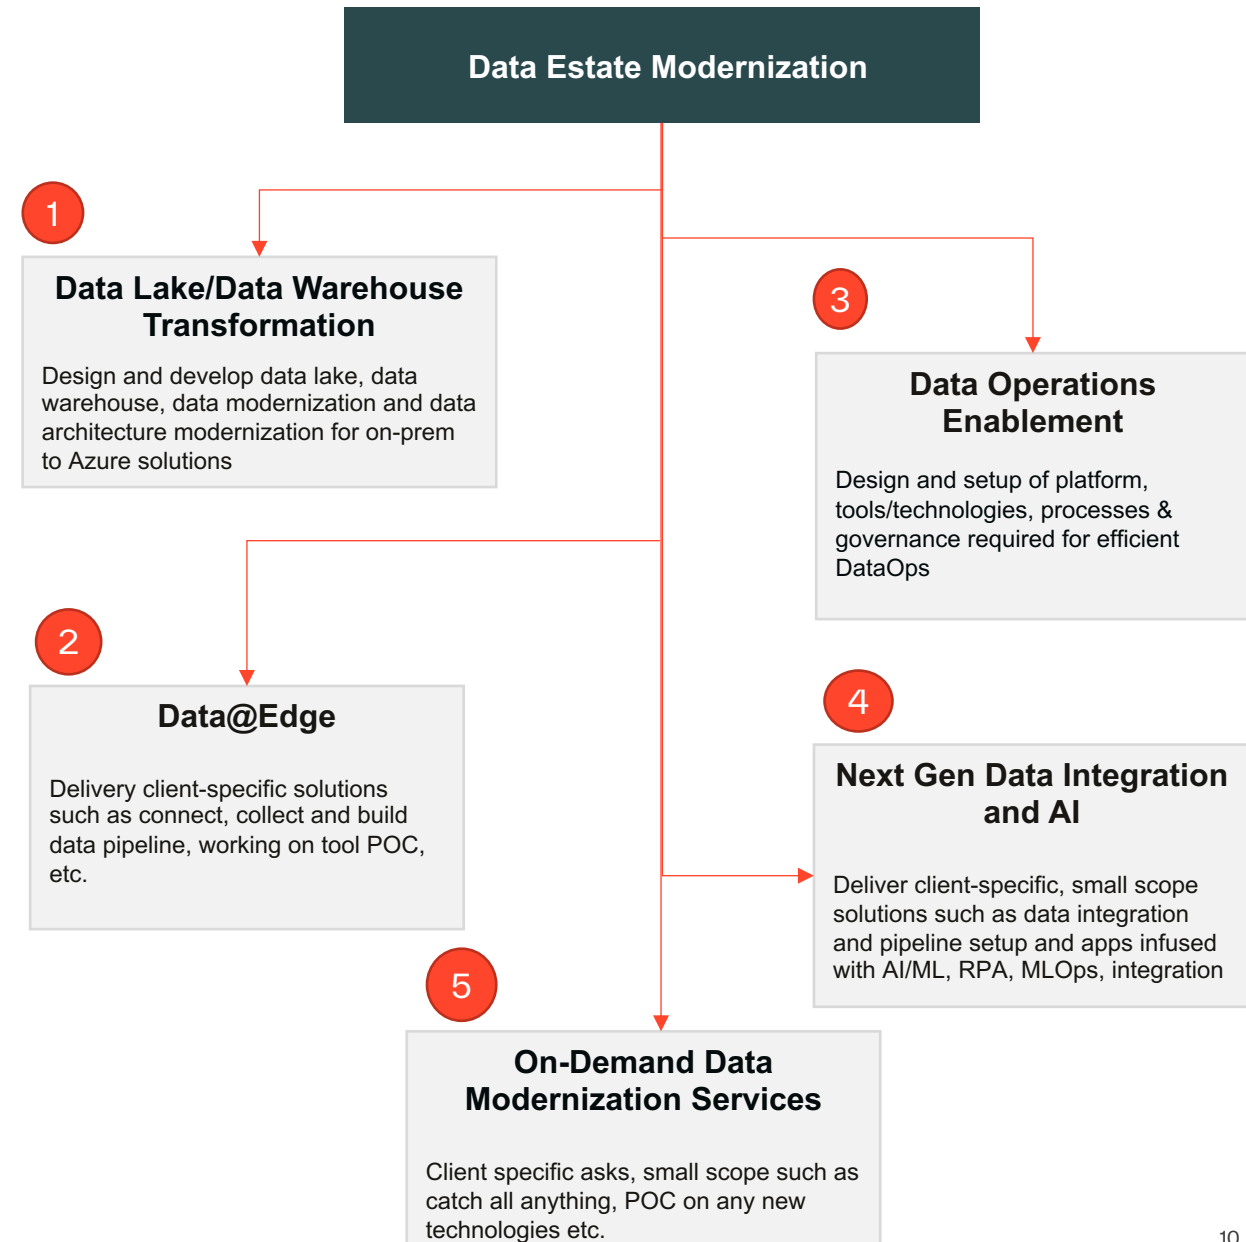 Data Estate Modernization
1
Data Lake/Data Warehouse
Transformation
Design and develop data lake, data
warehouse, data modernization and data
architecture modernization for on-prem
to Azure solutions
2
Data@Edge
Delivery client-specific solutions
such as connect, collect and build
data pipeline, working on tool POC,
etc.
3
Data Operations
Enablement
Design and setup of platform,
tools/technologies, processes &
governance required for efficient
DataOps
4
Next Gen Data Integration
and AI
Deliver client-specific, small scope
solutions such as data integration
and pipeline setup and apps infused
with AI/ML, RPA, MLOps, integration
5
On-Demand Data
Modernization Services
Client specific asks, small scope such as
catch all anything, POC on any new
technologies etc.
10